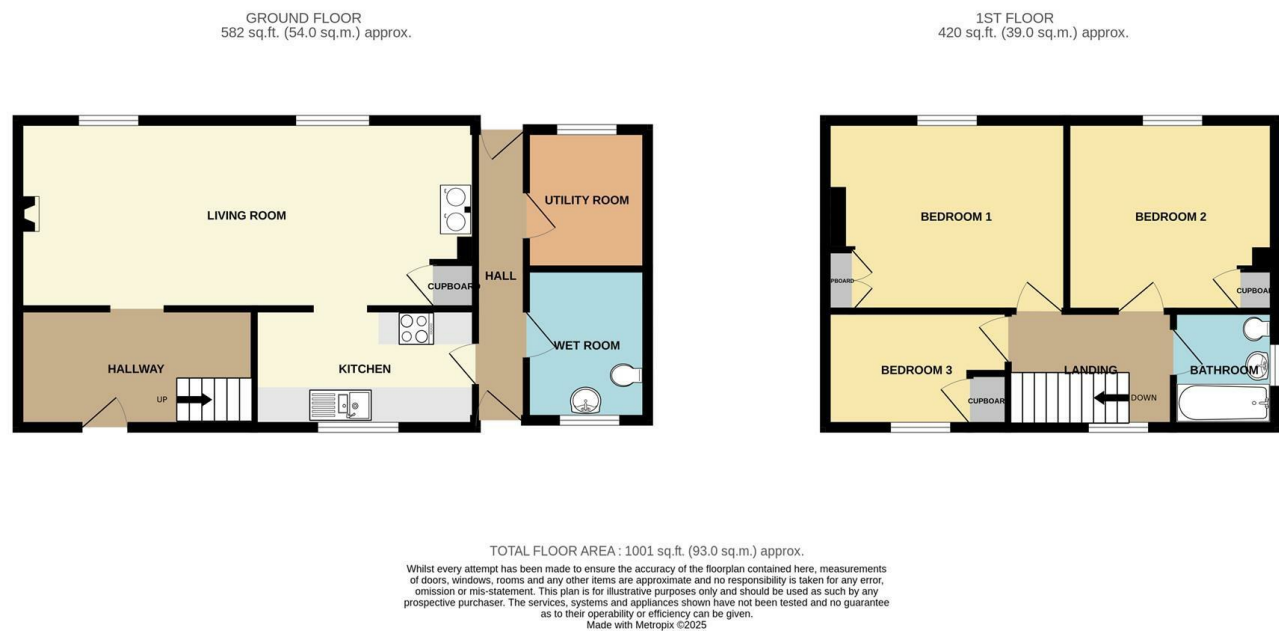 GROUND FLOOR
582 sq.ft. (54.0 sq.m.) approx.
1ST FLOOR
420 sq.ft. (39.0 sq.m.) approx.
LIVING ROOM
CUPBOARD
HALL
UTILITY ROOM
WET ROOM
HALLWAY
UP
KITCHEN
BEDROOM 1
BEDROOM 2
PBOARD
CUPBOAR
BEDROOM 3
CUPBOAR
LANDING
DOWN
BATHROOM
TOTAL FLOOR AREA : 1001 sq.ft. (93.0 sq.m.) approx.
Whilst every attempt has been made to ensure the accuracy of the floorplan contained here, measurements
of doors, windows, rooms and any other items are approximate and no responsibility is taken for any error,
omission or mis-statement. This plan is for illustrative purposes only and should be used as such by any
prospective purchaser. The services, systems and appliances shown have not been tested and no guarantee
as to their operability or efficiency can be given.
Made with Metropix ©2025